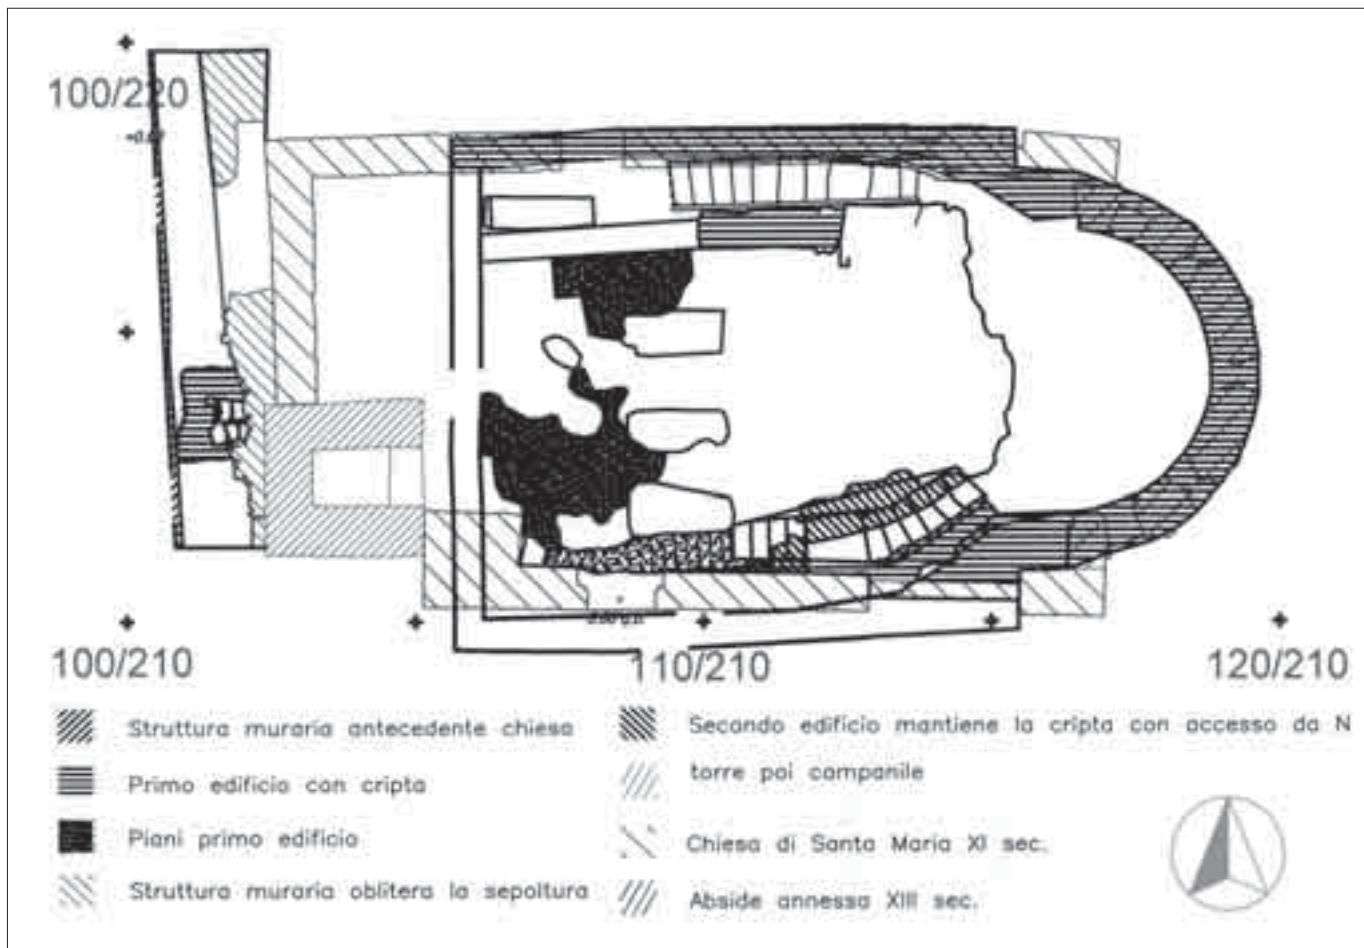 100/220
100/210
110/210
120/210
Struttura muraria antecedente chiesa
Primo edificio con cripta
Piani primo edificio
Struttura muraria oblitera la sepoltura
Secondo edificio mantiene la cripta con accesso da N
torre poi campanile
Chiesa di Santa Maria XI sec.
Abside annessa XIII sec.